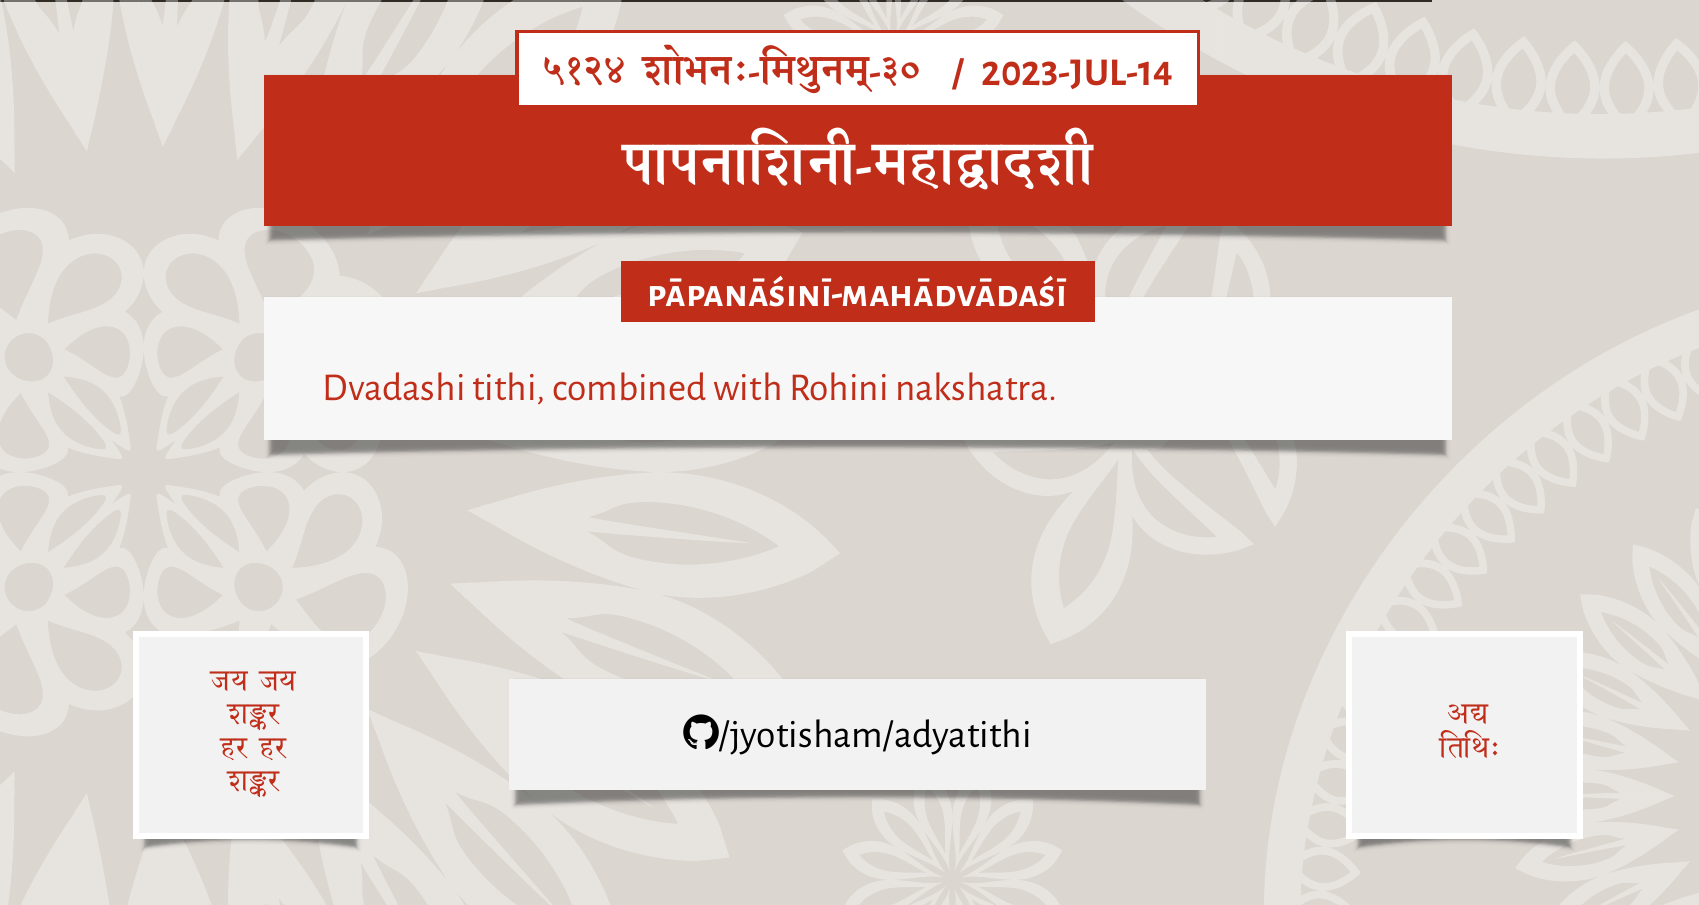 ५१२४ शोभनः-मिथुनम्-३० / 2023-JUL-14
पापनाशिनी-महाद्वादशी
PĀPANĀŚINĪ-MAHĀDVĀDAŚĪ
Dvadashi tithi, combined with Rohini nakshatra.
जय जय
शङ्कर
हर हर
शङ्कर
/jyotisham/adyatithi
अद्य
तिथिः